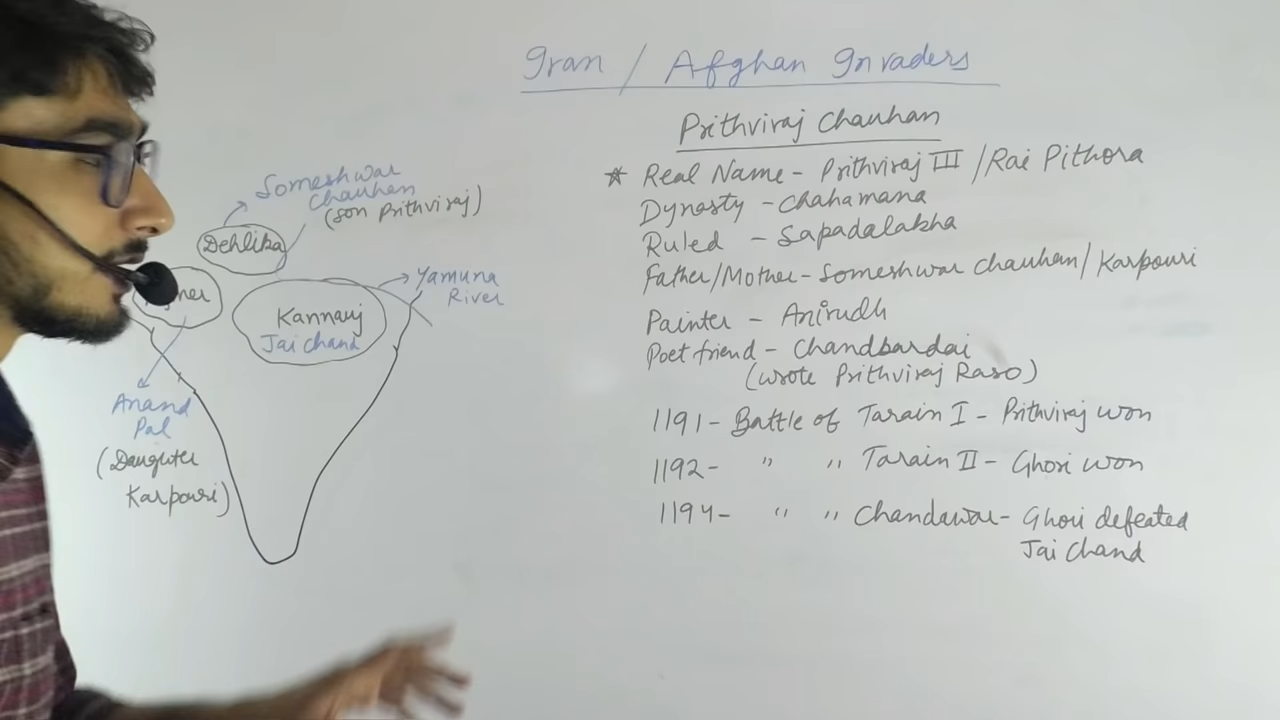 Iran / Afghan Invaders
Prithviraj Chauhan
* Real Name - Prithviraj III / Rai Pithora
Dynasty - Chahamana
Ruled - Sapadalakha
Father/Mother - Someshwar Chauhan / Karpouri
Painter - Anirudh
Poet friend - Chandbardai
(wrote Prithviraj Raso)
1191 - Battle of Tarain I - Prithviraj won
1192 - " " Tarain II - Ghori won
1194 - " " Chandawar - Ghori defeated
Jai Chand
Someshwar
Chauhan
(son Prithviraj)
Dehlika
Yamuna
River
Kannauj
Jai Chand
Anand
Pal
(Daughter
Karpouri)